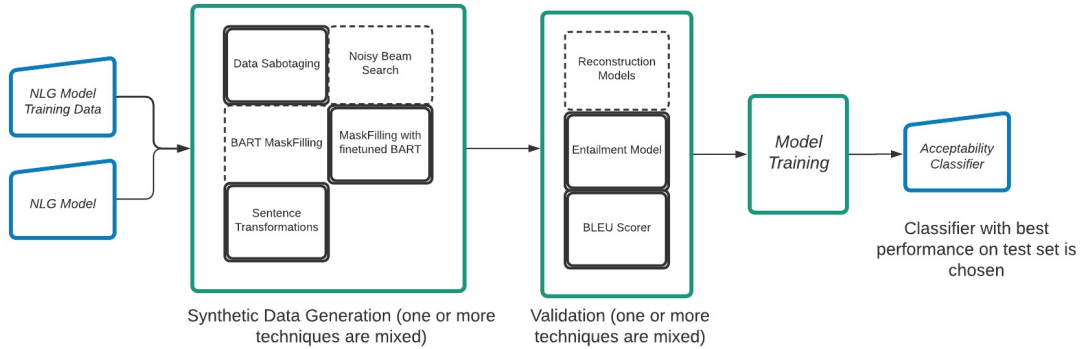 NLG Model
Training Data
NLG Model
Data Sabotaging
Noisy Beam
Search
BART MaskFilling
MaskFilling with
finetuned BART
Sentence
Transformations
Synthetic Data Generation (one or more
techniques are mixed)
Reconstruction
Models
Entailment Model
BLEU Scorer
Validation (one or more
techniques are mixed)
Model
Training
Acceptability
Classifier
Classifier with best
performance on test set is
chosen